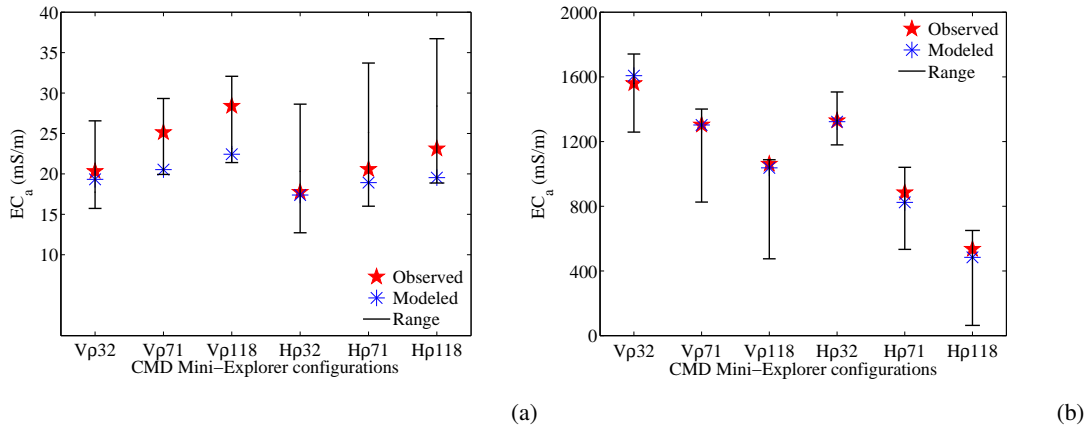 40
35
30
25
20
15
10
EC_a (mS/m)
Observed
Modeled
Range
Vρ32 Vρ71 Vρ118 Hρ32 Hρ71 Hρ118
CMD Mini−Explorer configurations
(a)
2000
1600
1200
800
400
0
EC_a (mS/m)
Observed
Modeled
Range
Vρ32 Vρ71 Vρ118 Hρ32 Hρ71 Hρ118
CMD Mini−Explorer configurations
(b)